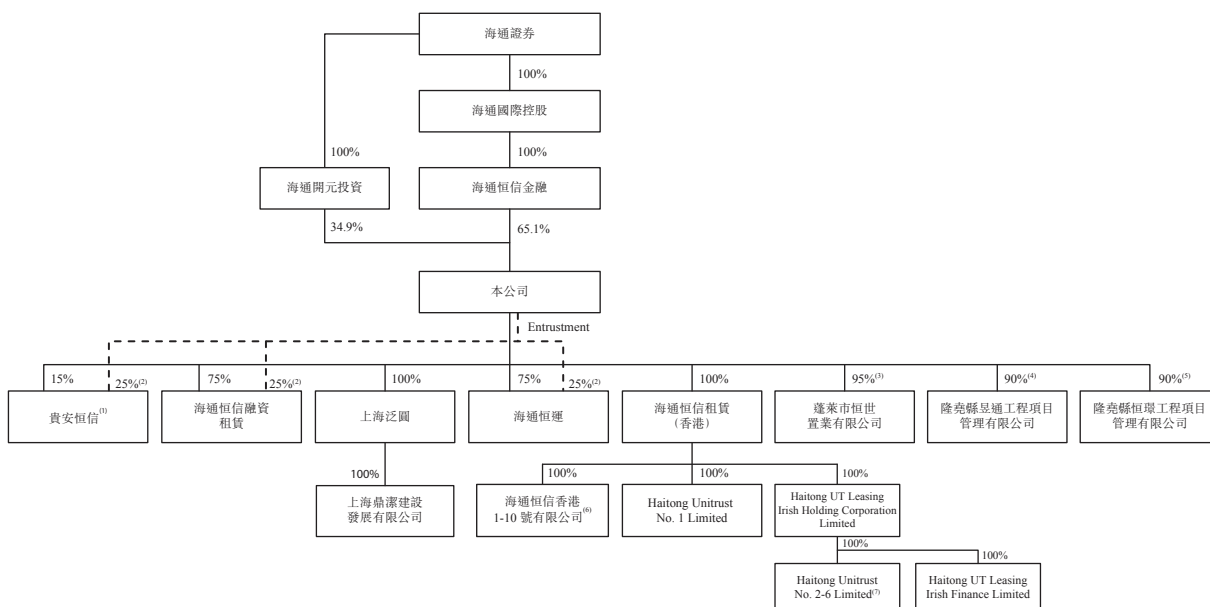 海通證券
100%
海通國際控股
100%
100%
海通開元投資
海通恒信金融
34.9%
65.1%
本公司
Entrustment
15%
25%(2)
75%
25%(2)
100%
75%
25%(2)
100%
95%(3)
90%(4)
90%(5)
貴安恒信(1)
海通恒信融資
租賃
上海泛圓
海通恒運
海通恒信租賃
(香港)
蓬萊市恒世
置業有限公司
隆堯縣昱通工程項目
管理有限公司
隆堯縣恒璟工程項目
管理有限公司
100%
100%
100%
100%
上海鼎潔建設
發展有限公司
海通恒信香港
1-10 號有限公司(6)
Haitong Unitrust
No. 1 Limited
Haitong UT Leasing
Irish Holding Corporation
Limited
100%
100%
Haitong Unitrust
No. 2-6 Limited(7)
Haitong UT Leasing
Irish Finance Limited